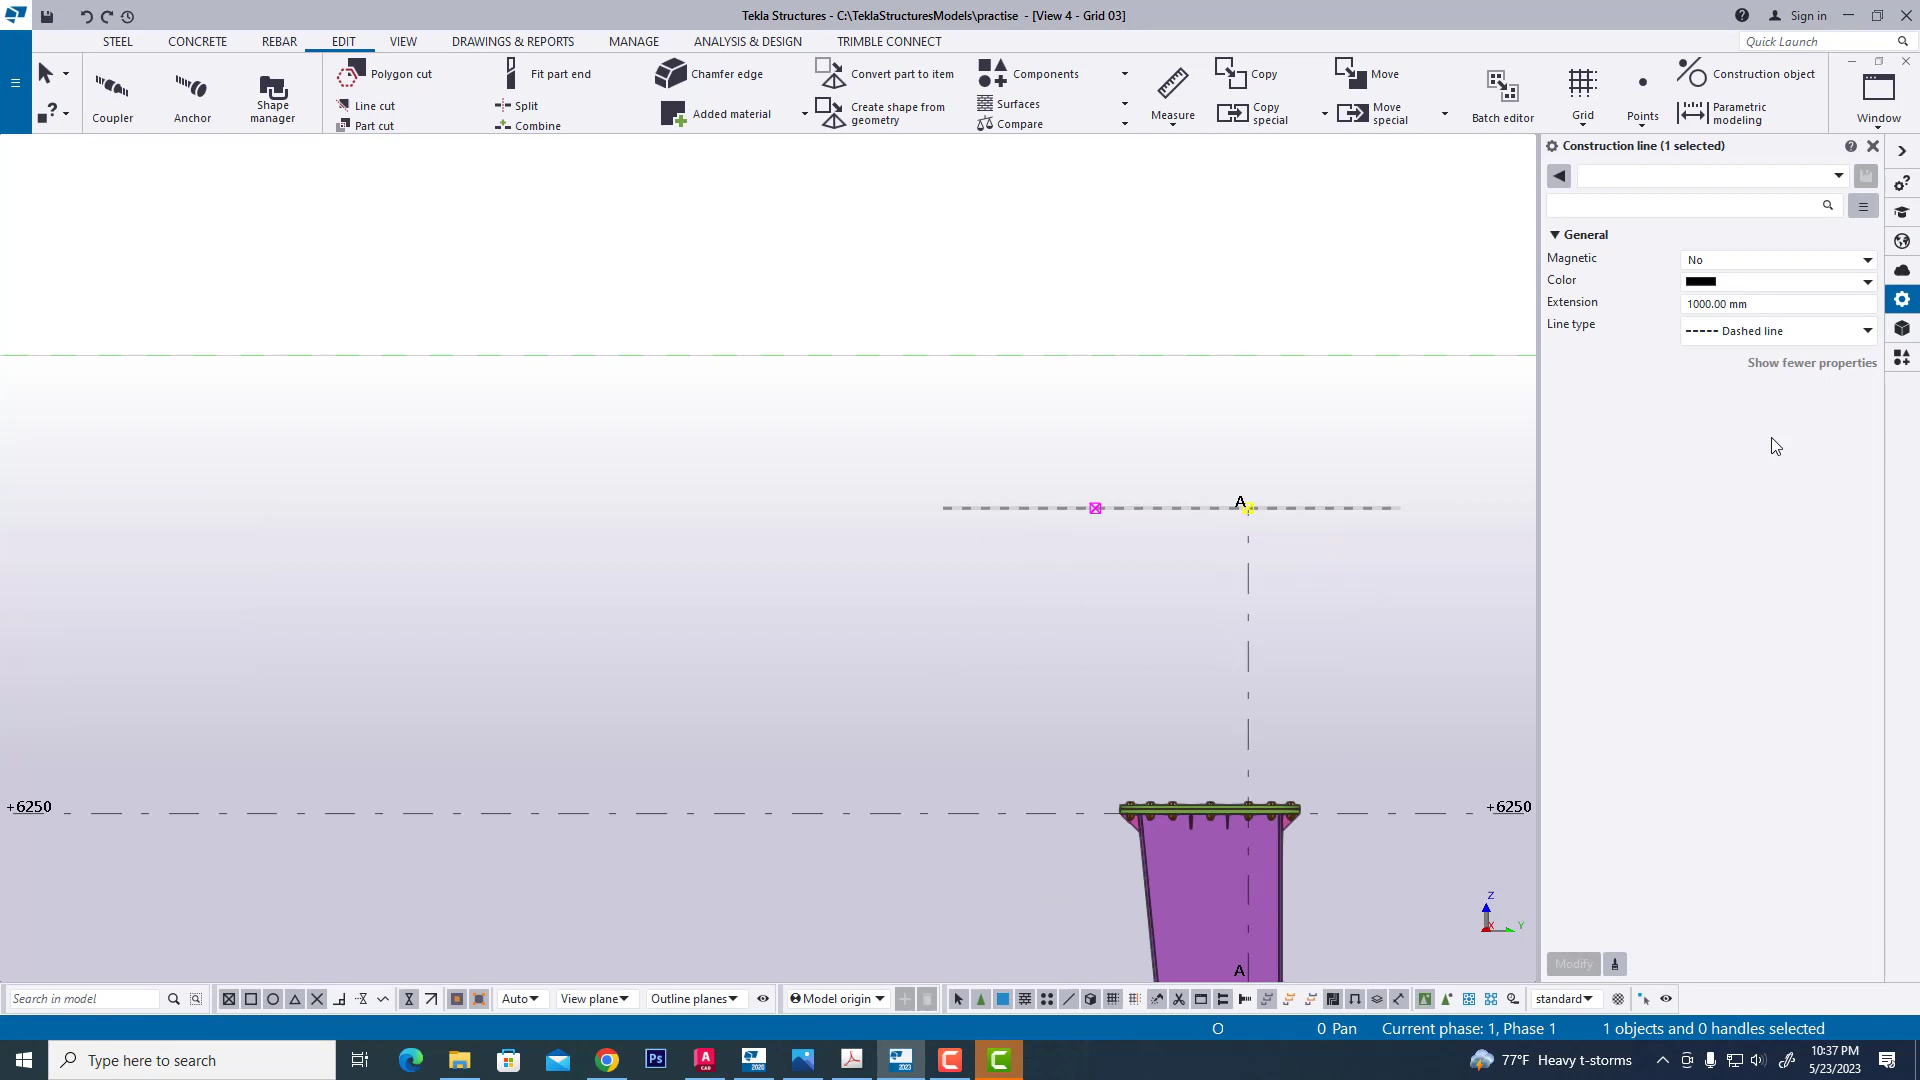 Tekla Structures - C:\TeklaStructuresModels\practise - [View 4 - Grid 03]
Sign in
STEEL CONCRETE REBAR EDIT VIEW DRAWINGS & REPORTS MANAGE ANALYSIS & DESIGN TRIMBLE CONNECT
Quick Launch
Coupler
Anchor
Shape manager
Polygon cut
Line cut
Part cut
Fit part end
Split
Combine
Chamfer edge
Added material
Convert part to item
Create shape from geometry
Components
Surfaces
Compare
Measure
Copy
Copy special
Move
Move special
Batch editor
Grid
Points
Construction object
Parametric modeling
Window
Construction line (1 selected)
General
Magnetic No
Color
Extension 1000.00 mm
Line type Dashed line
Show fewer properties
A
+6250
+6250
Z
X
Y
A
Modify
Search in model
Auto
View plane
Outline planes
Model origin
standard
O
0 Pan
Current phase: 1, Phase 1
1 objects and 0 handles selected
Type here to search
Ps
A
CAD
2020
2023
C
C
77°F Heavy t-storms
10:37 PM
5/23/2023